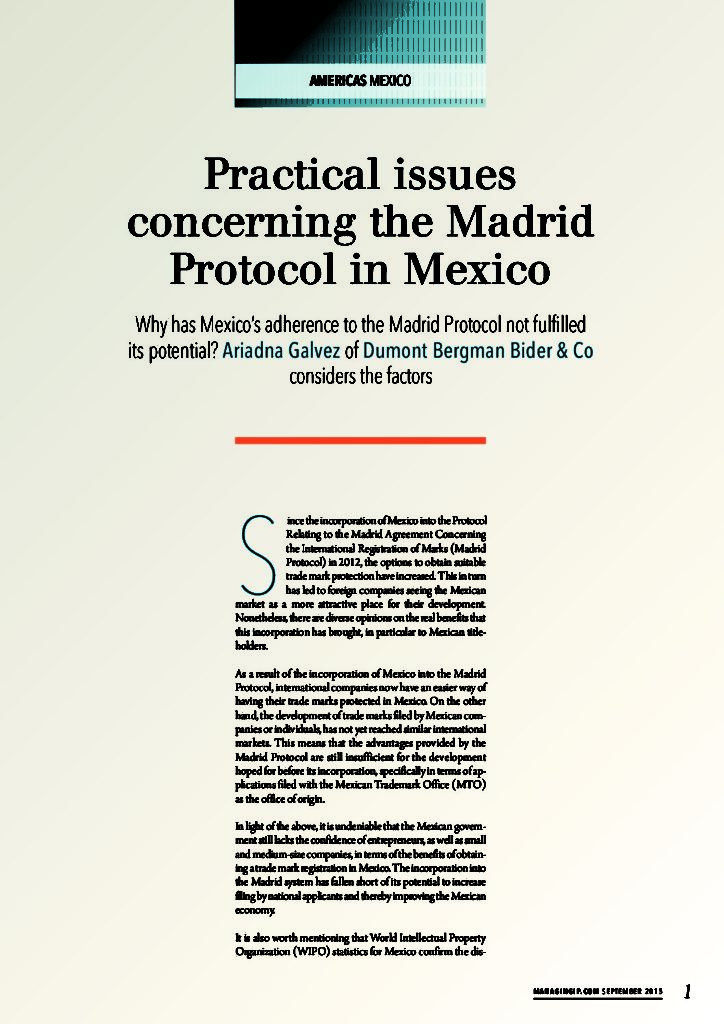 AMERICAS MEXICO
Practical issues
concerning the Madrid
Protocol in Mexico
Why has Mexico's adherence to the Madrid Protocol not fulfilled
its potential? Ariadna Galvez of Dumont Bergman Bider & Co
considers the factors
Since the incorporation of Mexico into the Protocol
Relating to the Madrid Agreement Concerning
the International Registration of Marks (Madrid
Protocol) in 2012, the options to obtain suitable
trade mark protection have increased. This in turn
has led to foreign companies seeing the Mexican
market as a more attractive place for their development.
Nonetheless, there are diverse opinions on the real benefits that
this incorporation has brought, in particular to Mexican title-
holders.
As a result of the incorporation of Mexico into the Madrid
Protocol, international companies now have an easier way of
having their trade marks protected in Mexico. On the other
hand, the development of trade marks filed by Mexican com-
panies or individuals, has not yet reached similar international
markets. This means that the advantages provided by the
Madrid Protocol are still insufficient for the development
hoped for before its incorporation, specifically in terms of ap-
plications filed with the Mexican Trademark Office (MTO)
as the office of origin.
In light of the above, it is undeniable that the Mexican govern-
ment still lacks the confidence of entrepreneurs, as well as small
and medium-size companies, in terms of the benefits of obtain-
ing a trade mark registration in Mexico. The incorporation into
the Madrid system has fallen short of its potential to increase
filing by national applicants and thereby improving the Mexican
economy.
It is also worth mentioning that World Intellectual Property
Organization (WIPO) statistics for Mexico confirm the dis-
MANAGINGIP.COM SEPTEMBER 2015 1